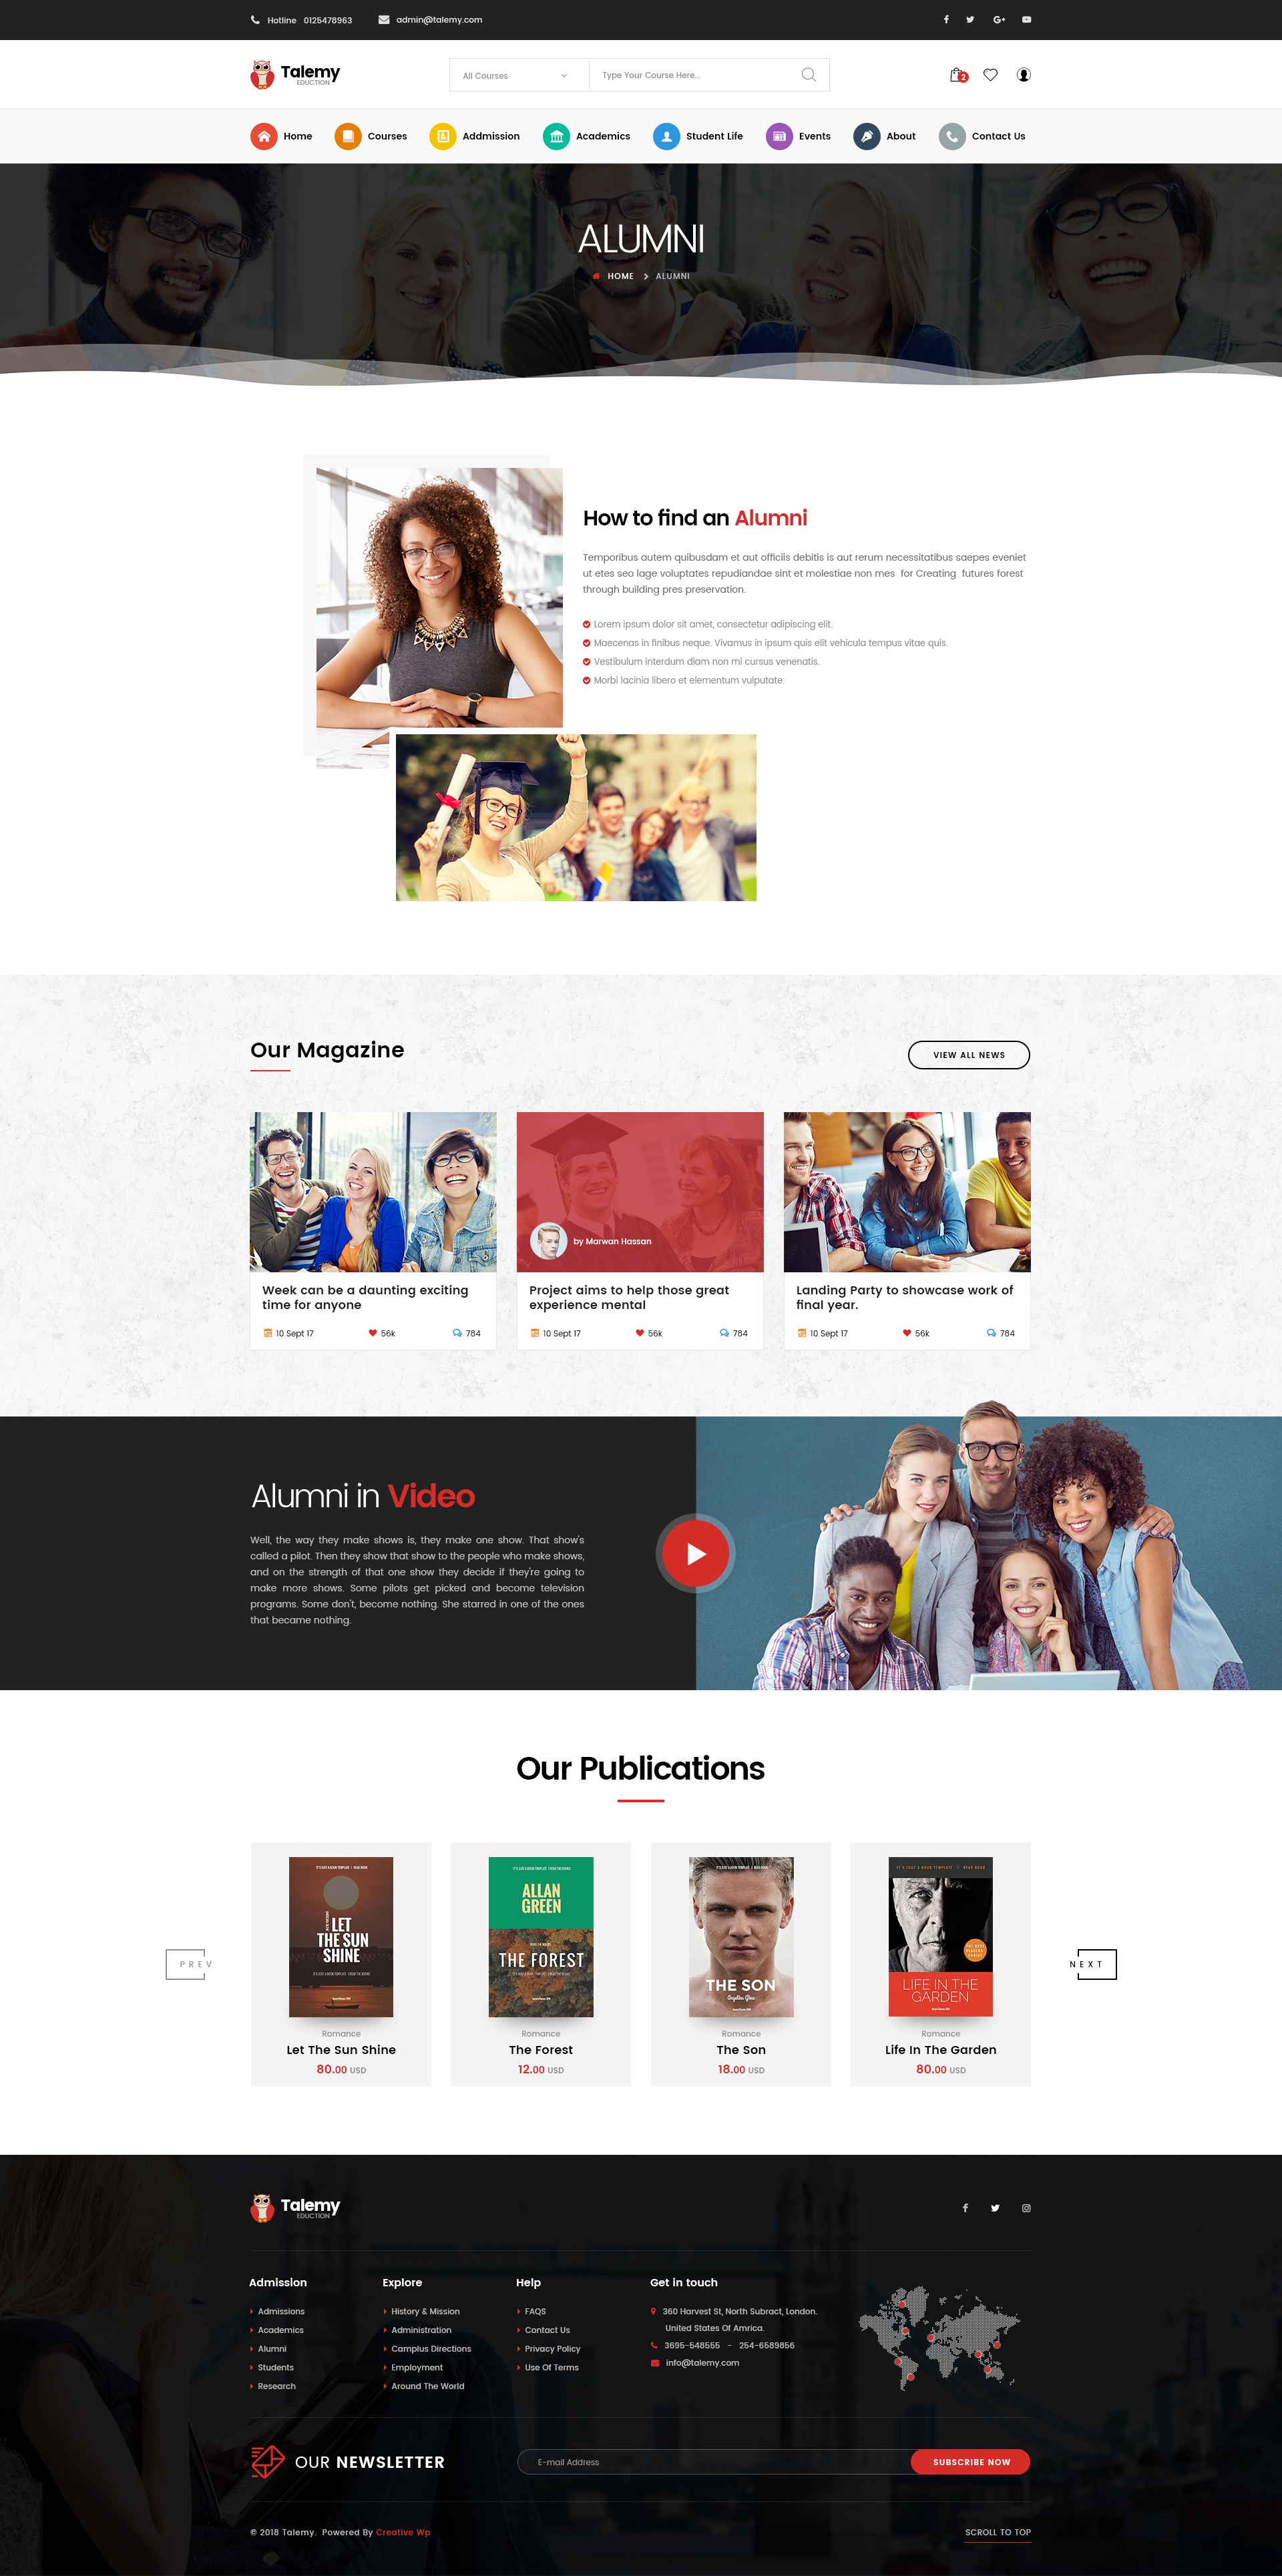 Hotline 0125478963
admin@talemy.com
Talemy
EDUCTION
All Courses
Type Your Course Here...
2
Home
Courses
Addmission
Academics
Student Life
Events
About
Contact Us
ALUMNI
HOME
ALUMNI
How to find an Alumni
Temporibus autem quibusdam et aut officiis debitis is aut rerum necessitatibus saepes eveniet
ut etes seo lage voluptates repudiandae sint et molestiae non mes for Creating futures forest
through building pres preservation.
Lorem ipsum dolor sit amet, consectetur adipiscing elit.
Maecenas in finibus neque. Vivamus in ipsum quis elit vehicula tempus vitae quis.
Vestibulum interdum diam non mi cursus venenatis.
Morbi lacinia libero et elementum vulputate.
Our Magazine
VIEW ALL NEWS
Week can be a daunting exciting
time for anyone
10 Sept 17
56k
784
by Marwan Hassan
Project aims to help those great
experience mental
10 Sept 17
56k
784
Landing Party to showcase work of
final year.
10 Sept 17
56k
784
Alumni in Video
Well, the way they make shows is, they make one show. That show's
called a pilot. Then they show that show to the people who make shows,
and on the strength of that one show they decide if they're going to
make more shows. Some pilots get picked and become television
programs. Some don't, become nothing. She starred in one of the ones
that became nothing.
Our Publications
PREV
LET
THE SUN
SHINE
Romance
Let The Sun Shine
80.00 USD
ALLAN
GREEN
THE FOREST
Romance
The Forest
12.00 USD
THE SON
Romance
The Son
18.00 USD
IT'S JUST A BOOK TEMPLATE | READ BOOK
LIFE IN THE
GARDEN
Romance
Life In The Garden
80.00 USD
NEXT
Talemy
EDUCTION
Admission
Admissions
Academics
Alumni
Students
Research
Explore
History & Mission
Administration
Camplus Directions
Employment
Around The World
Help
FAQS
Contact Us
Privacy Policy
Use Of Terms
Get in touch
360 Harvest St, North Subract, London.
United States Of Amrica.
3695-548555 - 254-6589856
info@talemy.com
OUR NEWSLETTER
E-mail Address
SUBSCRIBE NOW
© 2018 Talemy. Powered By Creative Wp
SCROLL TO TOP